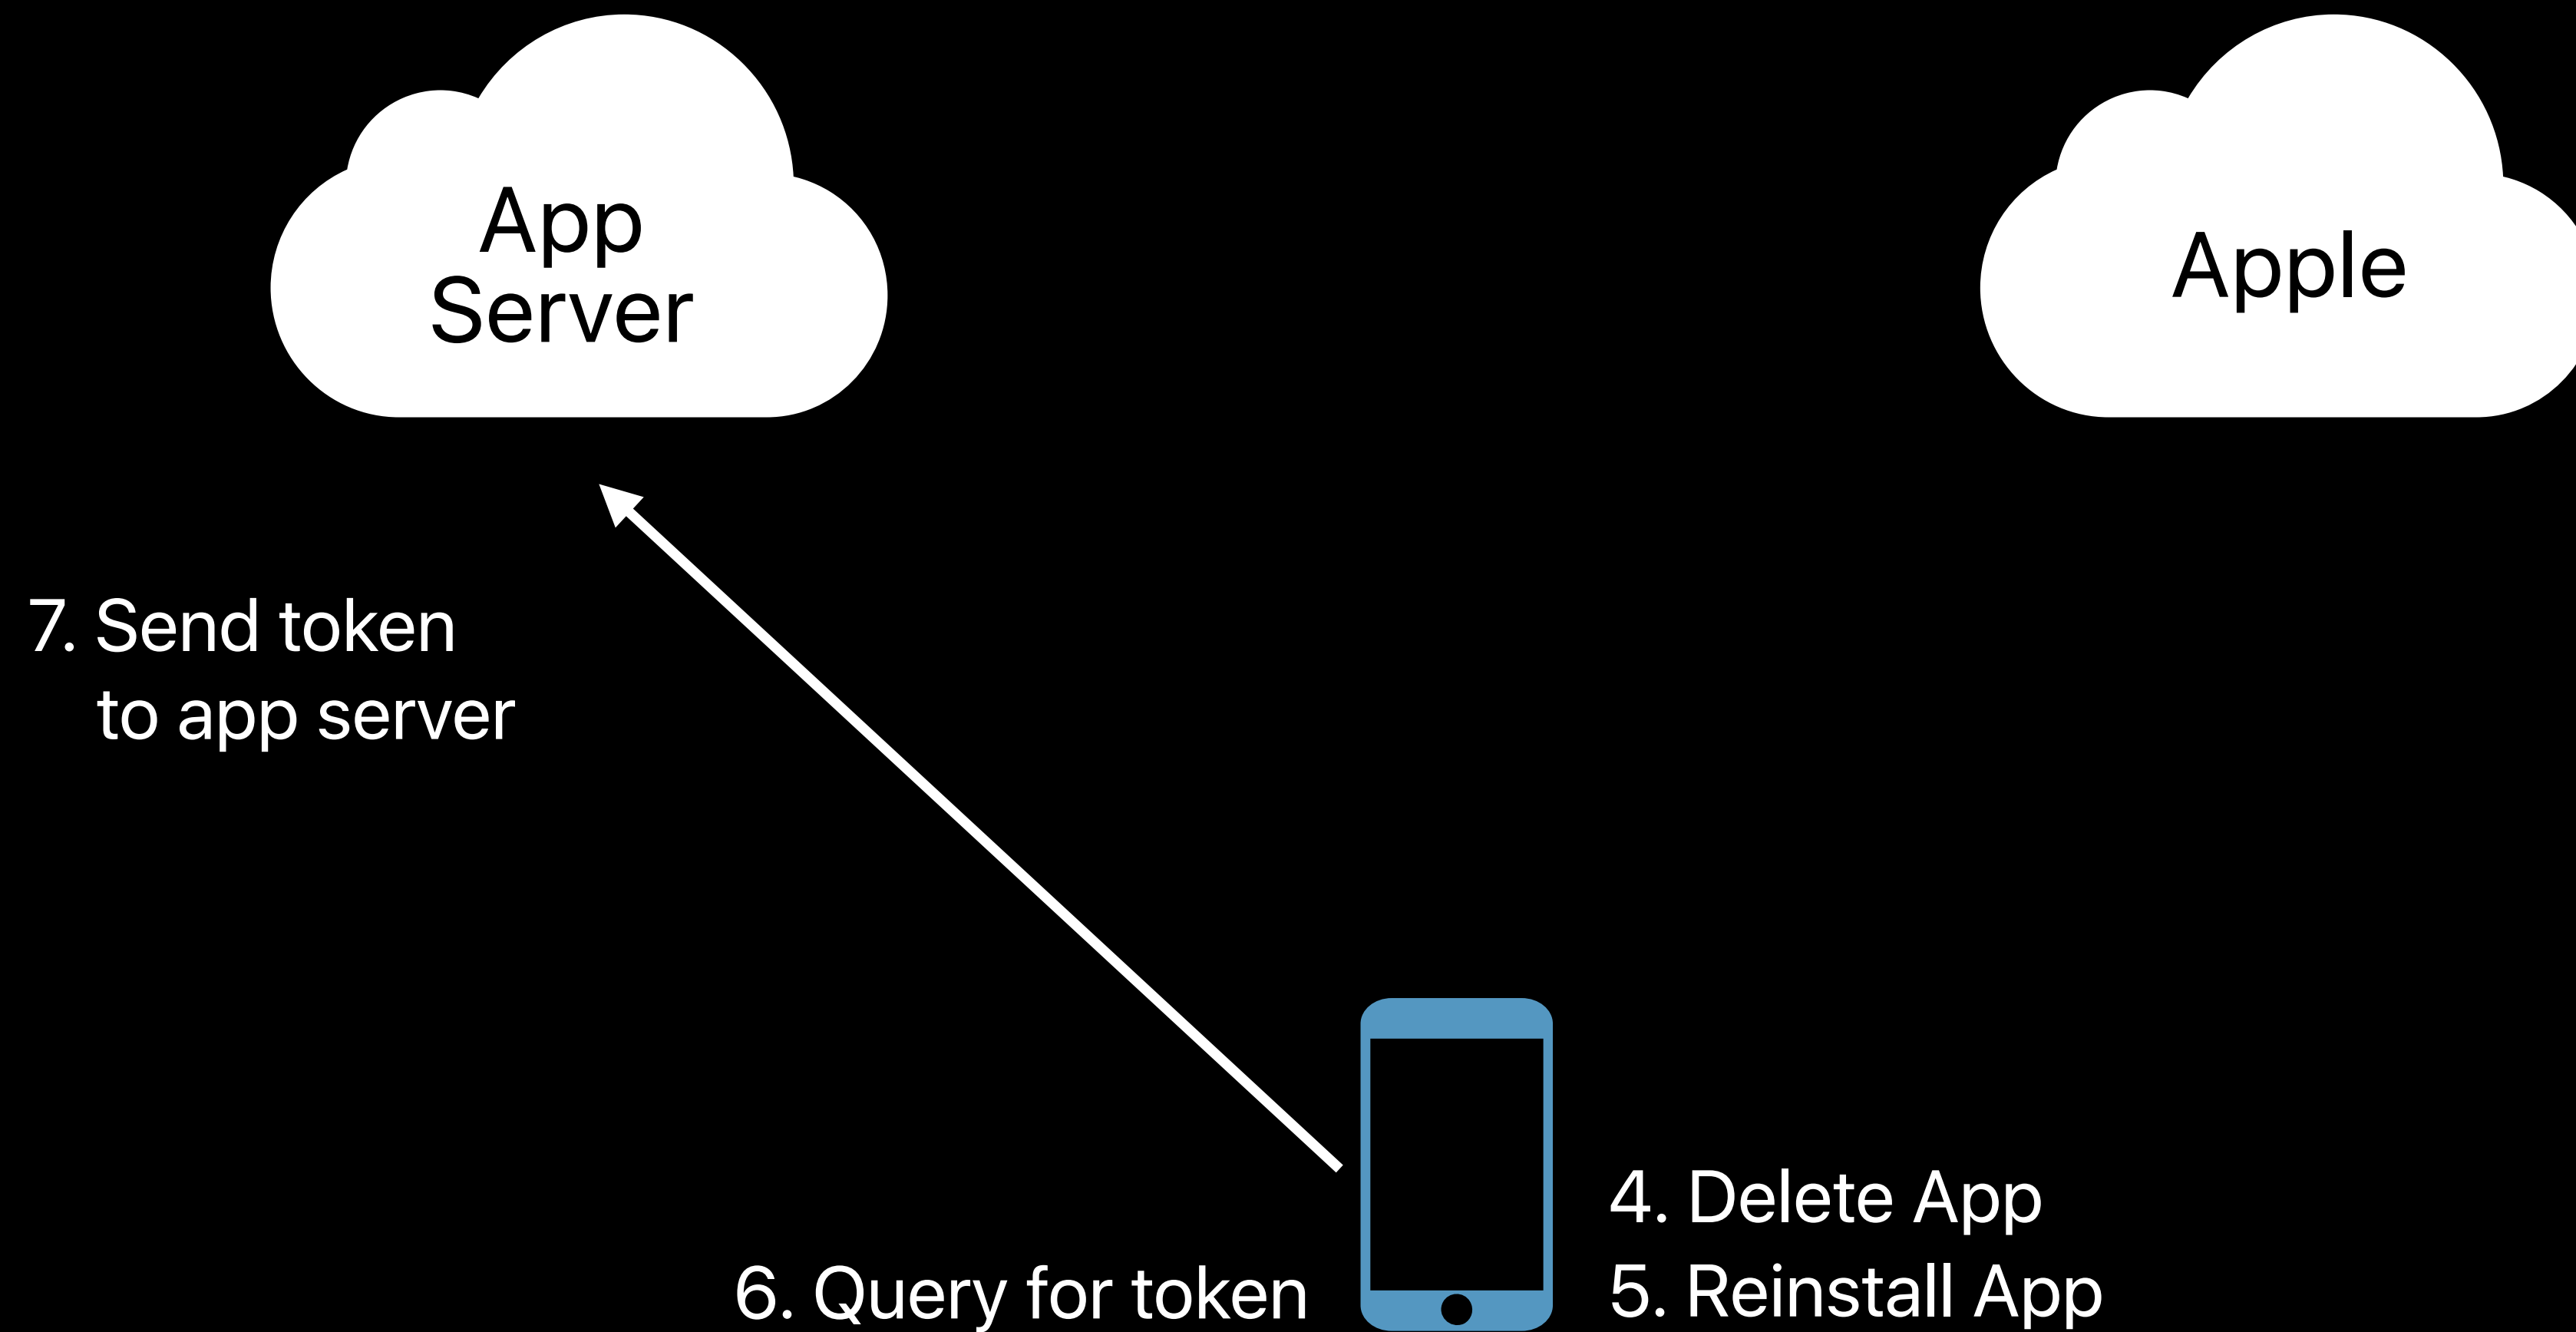 App
Server
Apple
7. Send token
to app server
4. Delete App
6. Query for token
5. Reinstall App